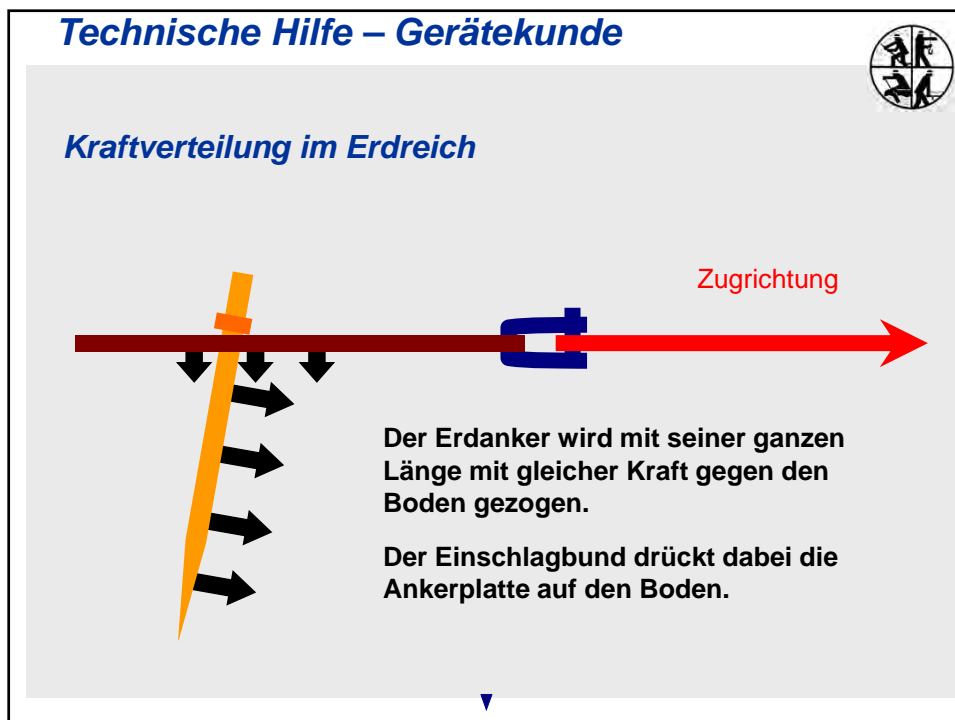 Technische Hilfe – Gerätekunde
Kraftverteilung im Erdreich
Zugrichtung
Der Erdanker wird mit seiner ganzen
Länge mit gleicher Kraft gegen den
Boden gezogen.
Der Einschlagbund drückt dabei die
Ankerplatte auf den Boden.